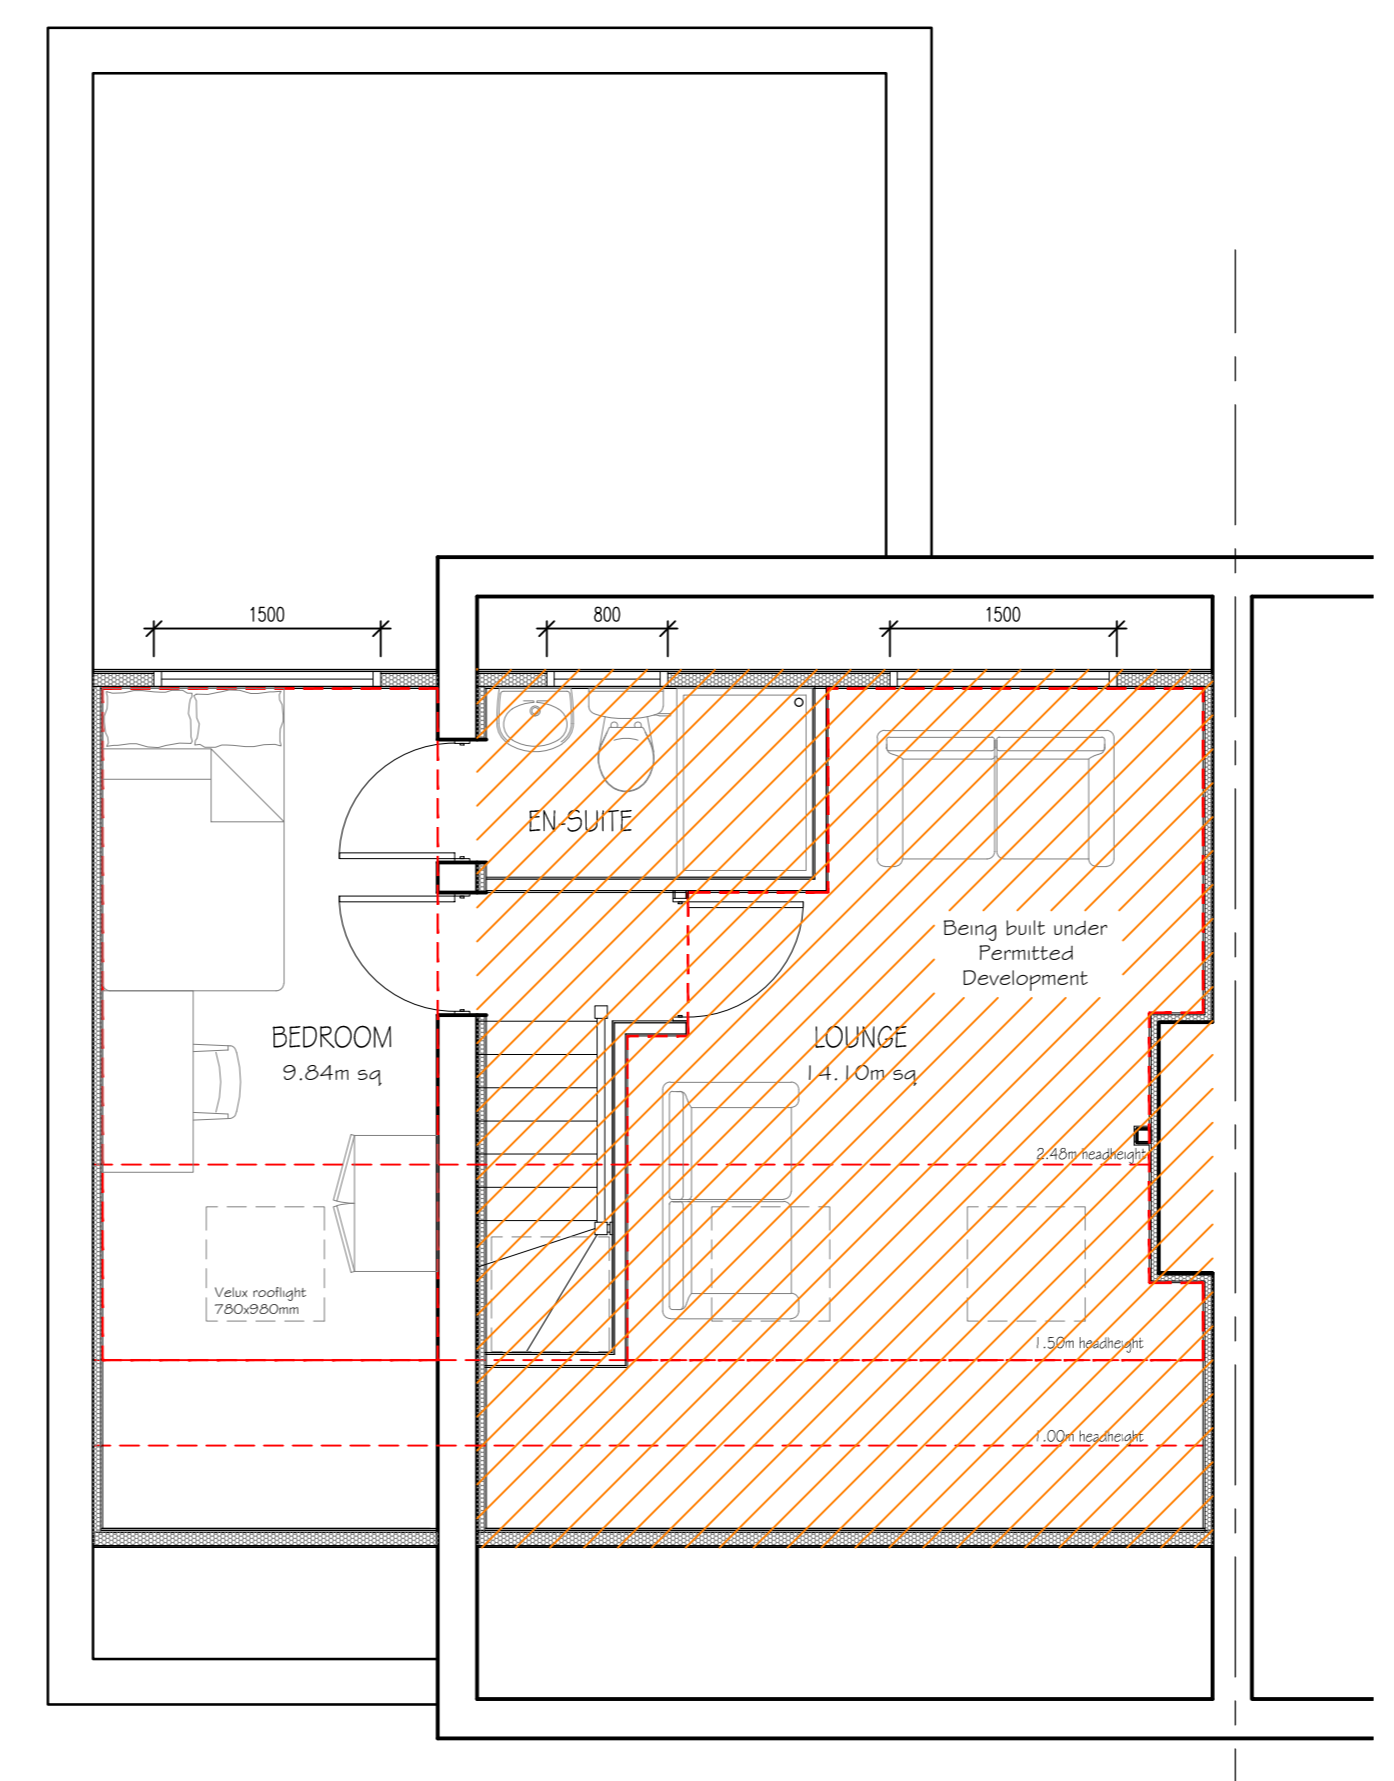 1500
800
1500
EN-SUITE
Being built under
Permitted
Development
BEDROOM
9.84m sq
LOUNGE
14.10m sq
2.48m headheight
Velux rooflight
780x980mm
1.50m headheight
1.00m headheight